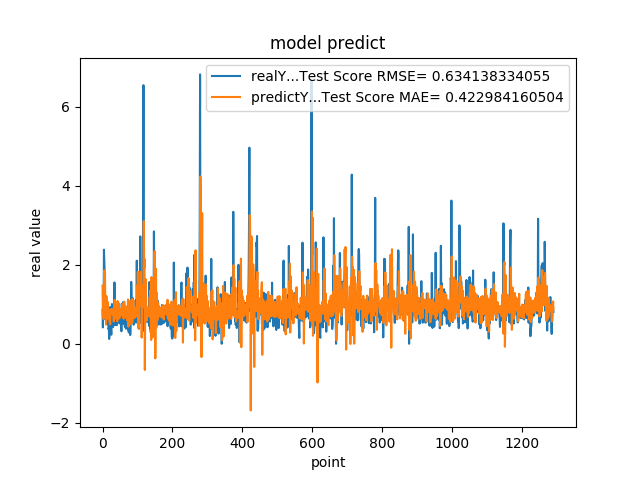 model predict
realY...Test Score RMSE= 0.634138334055
predictY...Test Score MAE= 0.422984160504
real value
6
4
2
0
−2
0 200 400 600 800 1000 1200
point